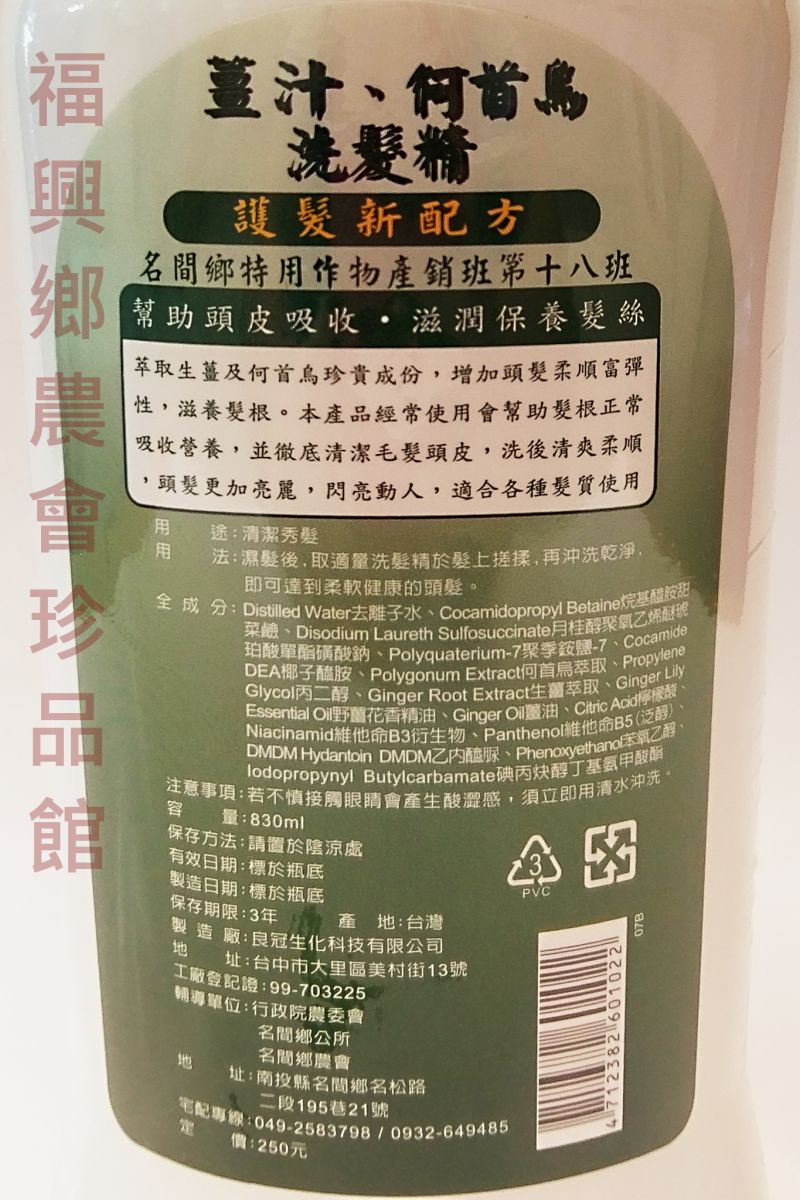 福興鄉農會珍品館
薑汁、何首烏
洗髮精
護髮新配方
名間鄉特用作物產銷班第十八班
幫助頭皮吸收・滋潤保養髮絲
萃取生薑及何首烏珍貴成份，增加頭髮柔順富彈
性，滋養髮根。本產品經常使用會幫助髮根正常
吸收營養，並徹底清潔毛髮頭皮，洗後清爽柔順
，頭髮更加亮麗，閃亮動人，適合各種髮質使用
用　　途:清潔秀髮
用　　法:濕髮後,取適量洗髮精於髮上搓揉,再沖洗乾淨,
即可達到柔軟健康的頭髮。
全成分:Distilled Water去離子水、Cocamidopropyl Betaine烷基醯胺甜
菜鹼、Disodium Laureth Sulfosuccinate月桂醇聚氧乙烯醚琥
珀酸單酯磺酸鈉、Polyquaternium-7聚季銨鹽-7、Cocamide
DEA椰子醯胺、Polygonum Extract何首烏萃取、Propylene
Glycol丙二醇、Ginger Root Extract生薑萃取、Ginger Lily
Essential Oil野薑花香精油、Ginger Oil薑油、Citric Acid檸檬酸、
Niacinamid維他命B3衍生物、Panthenol維他命B5(泛醇)、
DMDM Hydantoin DMDM乙內醯脲、Phenoxyethanol苯氧乙醇
Iodopropynyl Butylcarbamate碘丙炔醇丁基氨甲酸酯
注意事項:若不慎接觸眼睛會產生酸澀感，須立即用清水沖洗。
容　　量:830ml
保存方法:請置於陰涼處
有效日期:標於瓶底
製造日期:標於瓶底
保存期限:3年　產　地:台灣
製造廠:良冠生化科技有限公司
地　　址:台中市大里區美村街13號
工廠登記證:99-703225
輔導單位:行政院農委會
名間鄉公所
名間鄉農會
地　　址:南投縣名間鄉名松路
二段195巷21號
宅配專線:049-2583798 / 0932-649485
定　　價:250元
3
PVC
07B
4 712382 601022